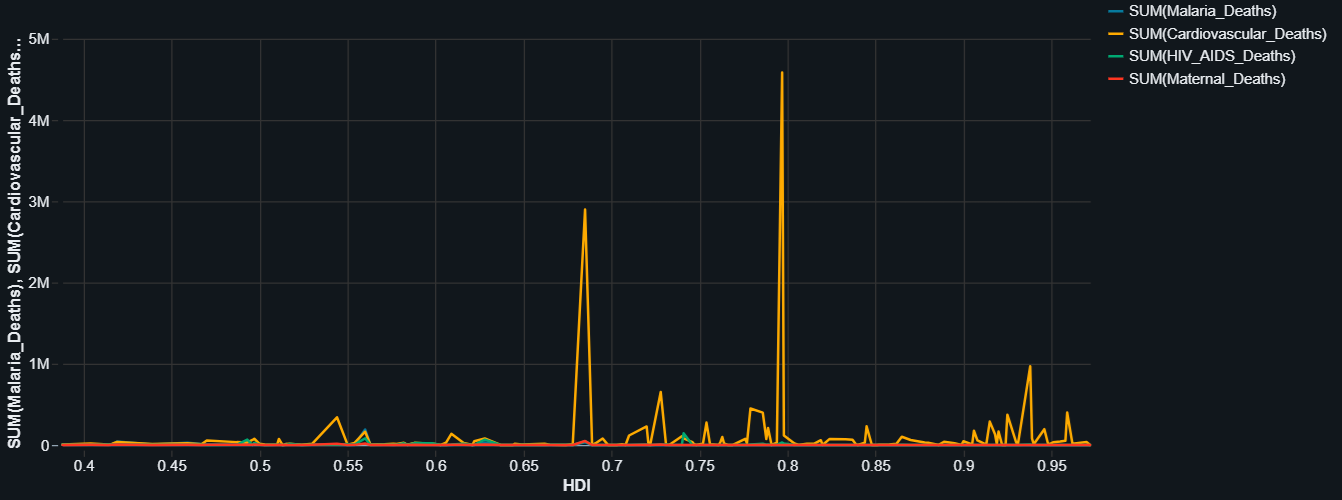 SUM(Malaria_Deaths)
SUM(Cardiovascular_Deaths)
SUM(HIV_AIDS_Deaths)
SUM(Maternal_Deaths)
SUM(Malaria_Deaths), SUM(Cardiovascular_Deaths...
5M
4M
3M
2M
1M
0
0.4 0.45 0.5 0.55 0.6 0.65 0.7 0.75 0.8 0.85 0.9 0.95
HDI